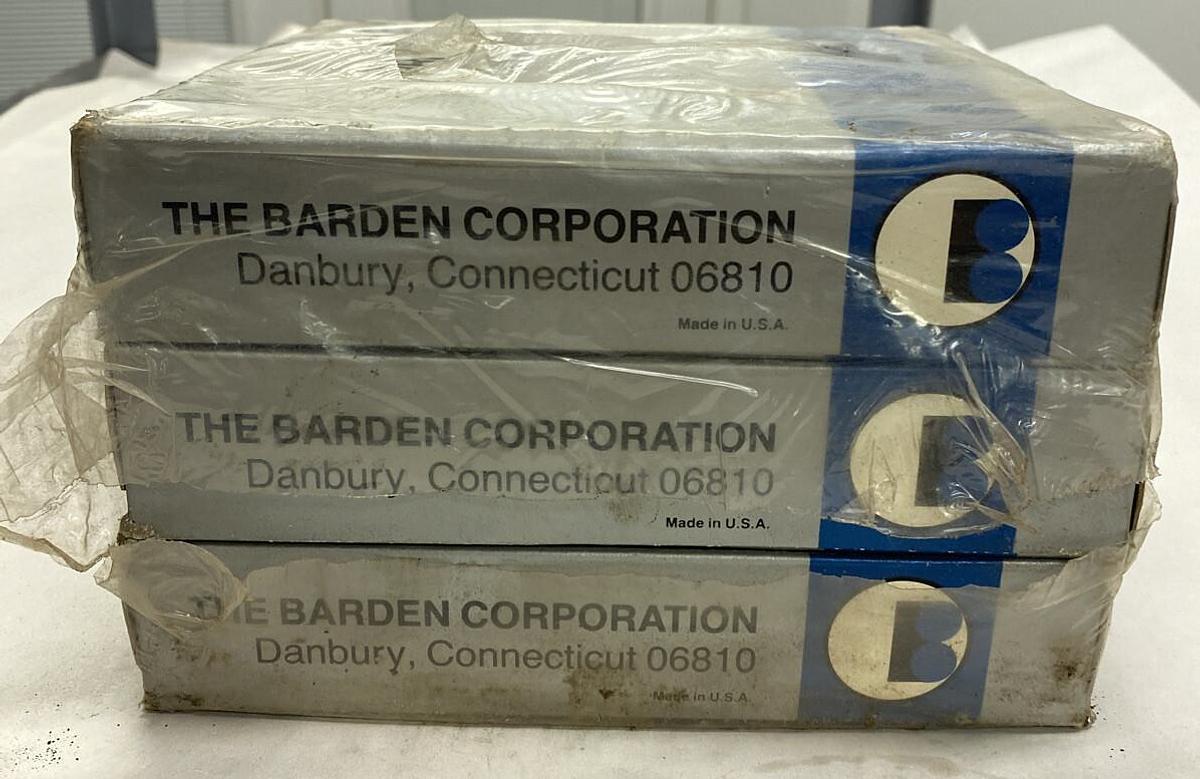 THE BARDEN CORPORATION
Danbury, Connecticut 06810
Made in U.S.A.
THE BARDEN CORPORATION
Danbury, Connecticut 06810
Made in U.S.A.
THE BARDEN CORPORATION
Danbury, Connecticut 06810
Made in U.S.A.